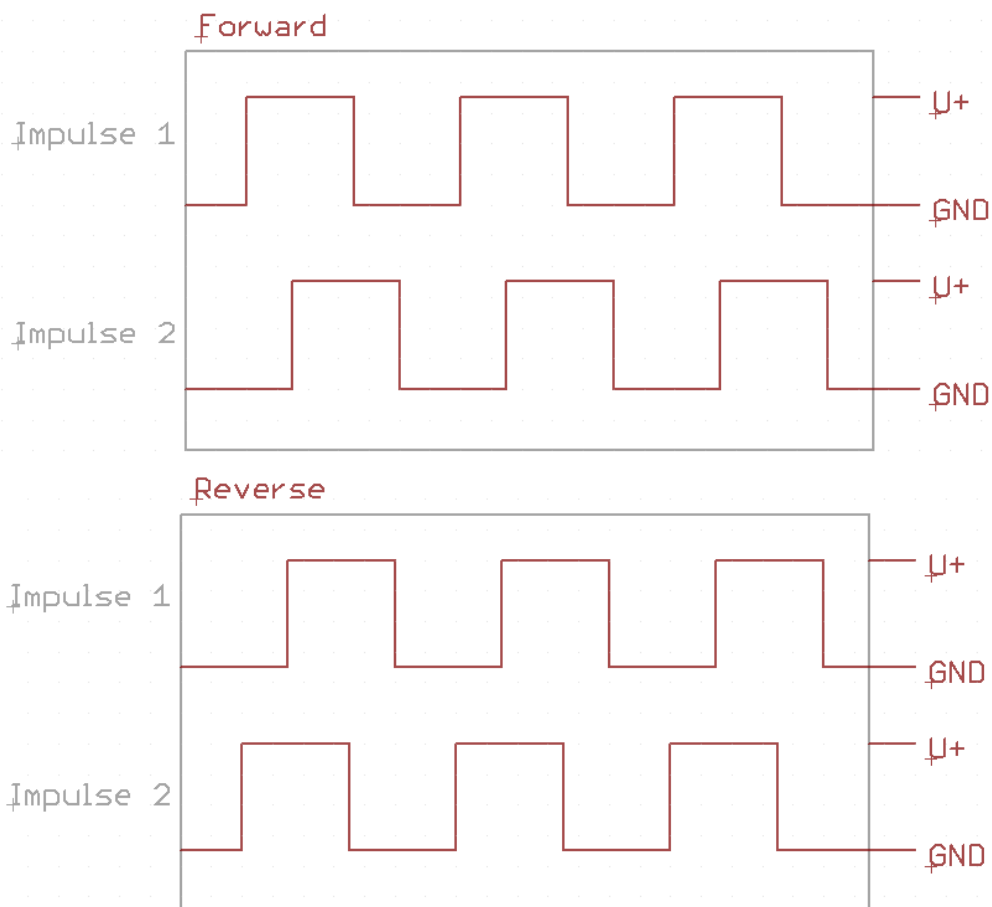 Forward
Impulse 1
U+
GND
Impulse 2
U+
GND
Reverse
Impulse 1
U+
GND
Impulse 2
U+
GND